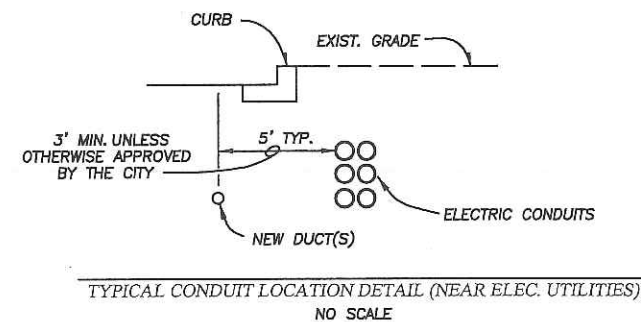 CURB
EXIST. GRADE
3' MIN. UNLESS
OTHERWISE APPROVED
BY THE CITY
5' TYP.
ELECTRIC CONDUITS
NEW DUCT(S)
TYPICAL CONDUIT LOCATION DETAIL (NEAR ELEC. UTILITIES)
NO SCALE